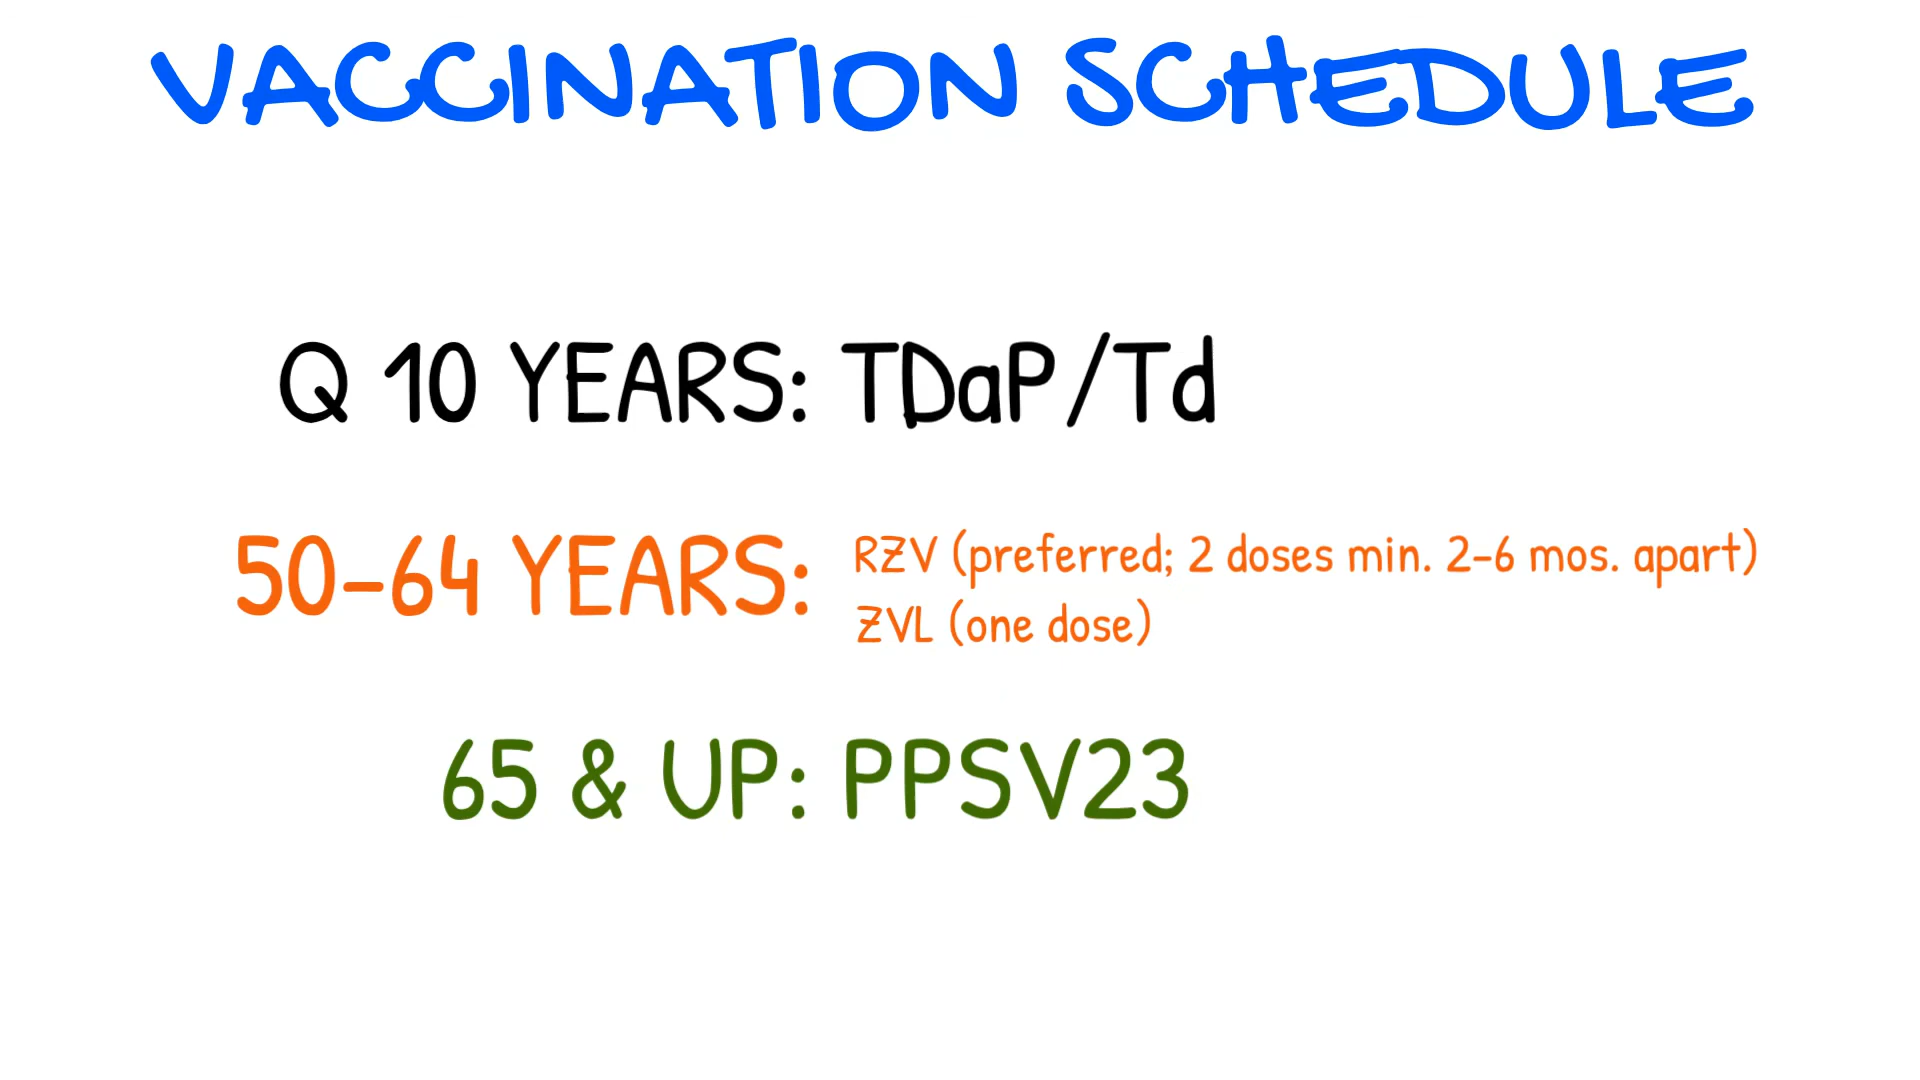 VACCINATION SCHEDULE
Q 10 YEARS: TDaP/Td
50-64 YEARS: RZV (preferred; 2 doses min. 2-6 mos. apart)
ZVL (one dose)
65 & UP: PPSV23